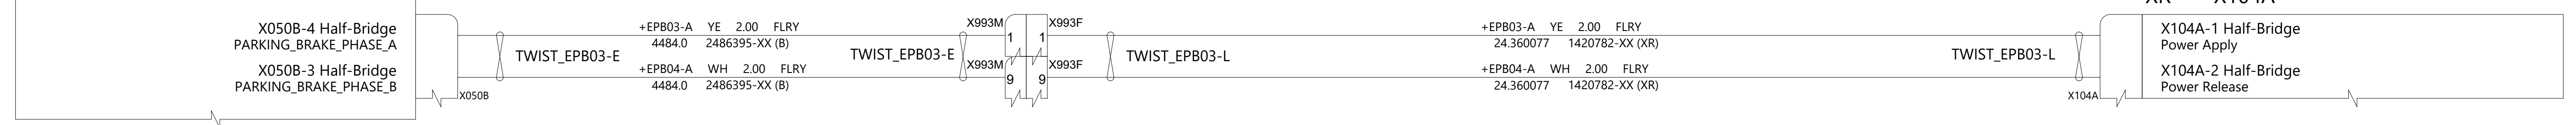 X050B-4 Half-Bridge
PARKING_BRAKE_PHASE_A
X050B-3 Half-Bridge
PARKING_BRAKE_PHASE_B
X050B
TWIST_EPB03-E
+EPB03-A YE 2.00 FLRY
4484.0 2486395-XX (B)
+EPB04-A WH 2.00 FLRY
4484.0 2486395-XX (B)
TWIST_EPB03-E
X993M
1
1
X993F
X993M
9
9
X993F
TWIST_EPB03-L
+EPB03-A YE 2.00 FLRY
24.360077 1420782-XX (XR)
+EPB04-A WH 2.00 FLRY
24.360077 1420782-XX (XR)
TWIST_EPB03-L
X104A
X104A-1 Half-Bridge
Power Apply
X104A-2 Half-Bridge
Power Release